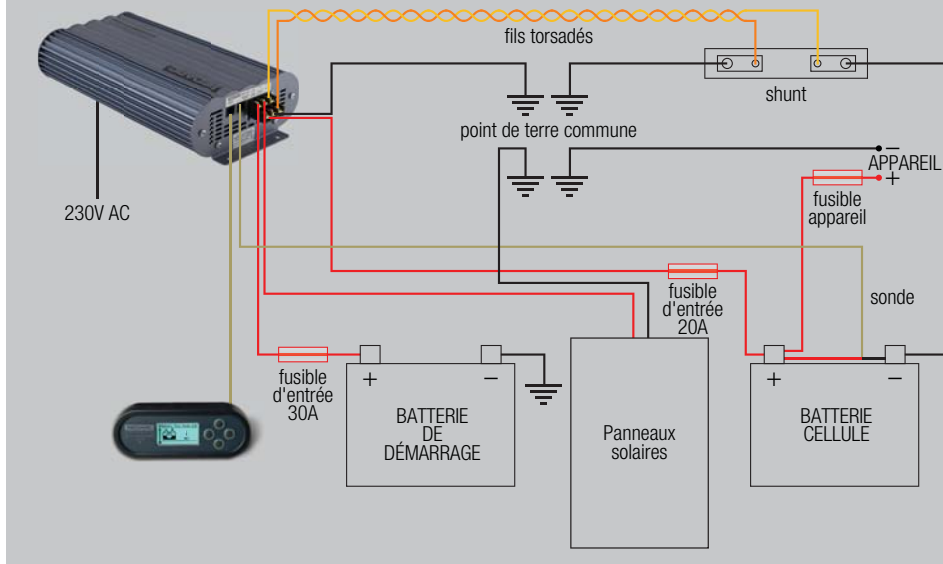 fils torsadés
shunt
point de terre commune
–
APPAREIL
+
fusible
appareil
230V AC
fusible
d'entrée
20A
sonde
fusible
d'entrée
30A
+
–
BATTERIE
DE
DÉMARRAGE
Panneaux
solaires
+
–
BATTERIE
CELLULE